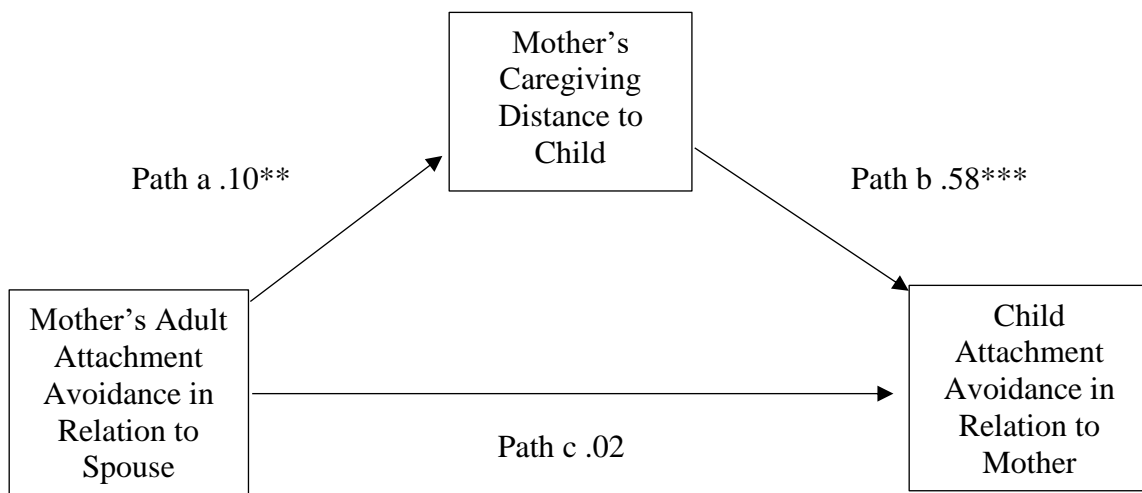 Mother’s
Caregiving
Distance to
Child
Path a .10**
Path b .58***
Mother’s Adult
Attachment
Avoidance in
Relation to
Spouse
Child
Attachment
Avoidance in
Relation to
Mother
Path c .02